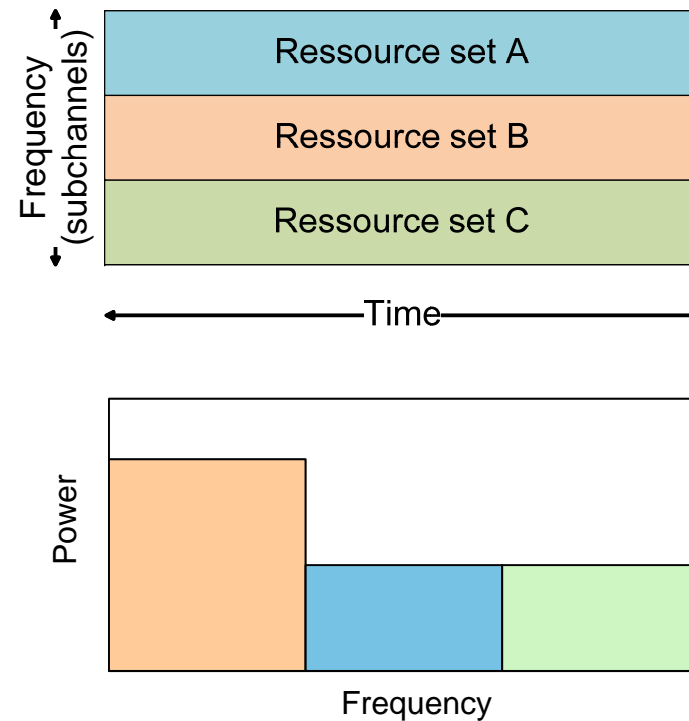 Frequency
(subchannels)
Ressource set A
Ressource set B
Ressource set C
Time
Power
Frequency